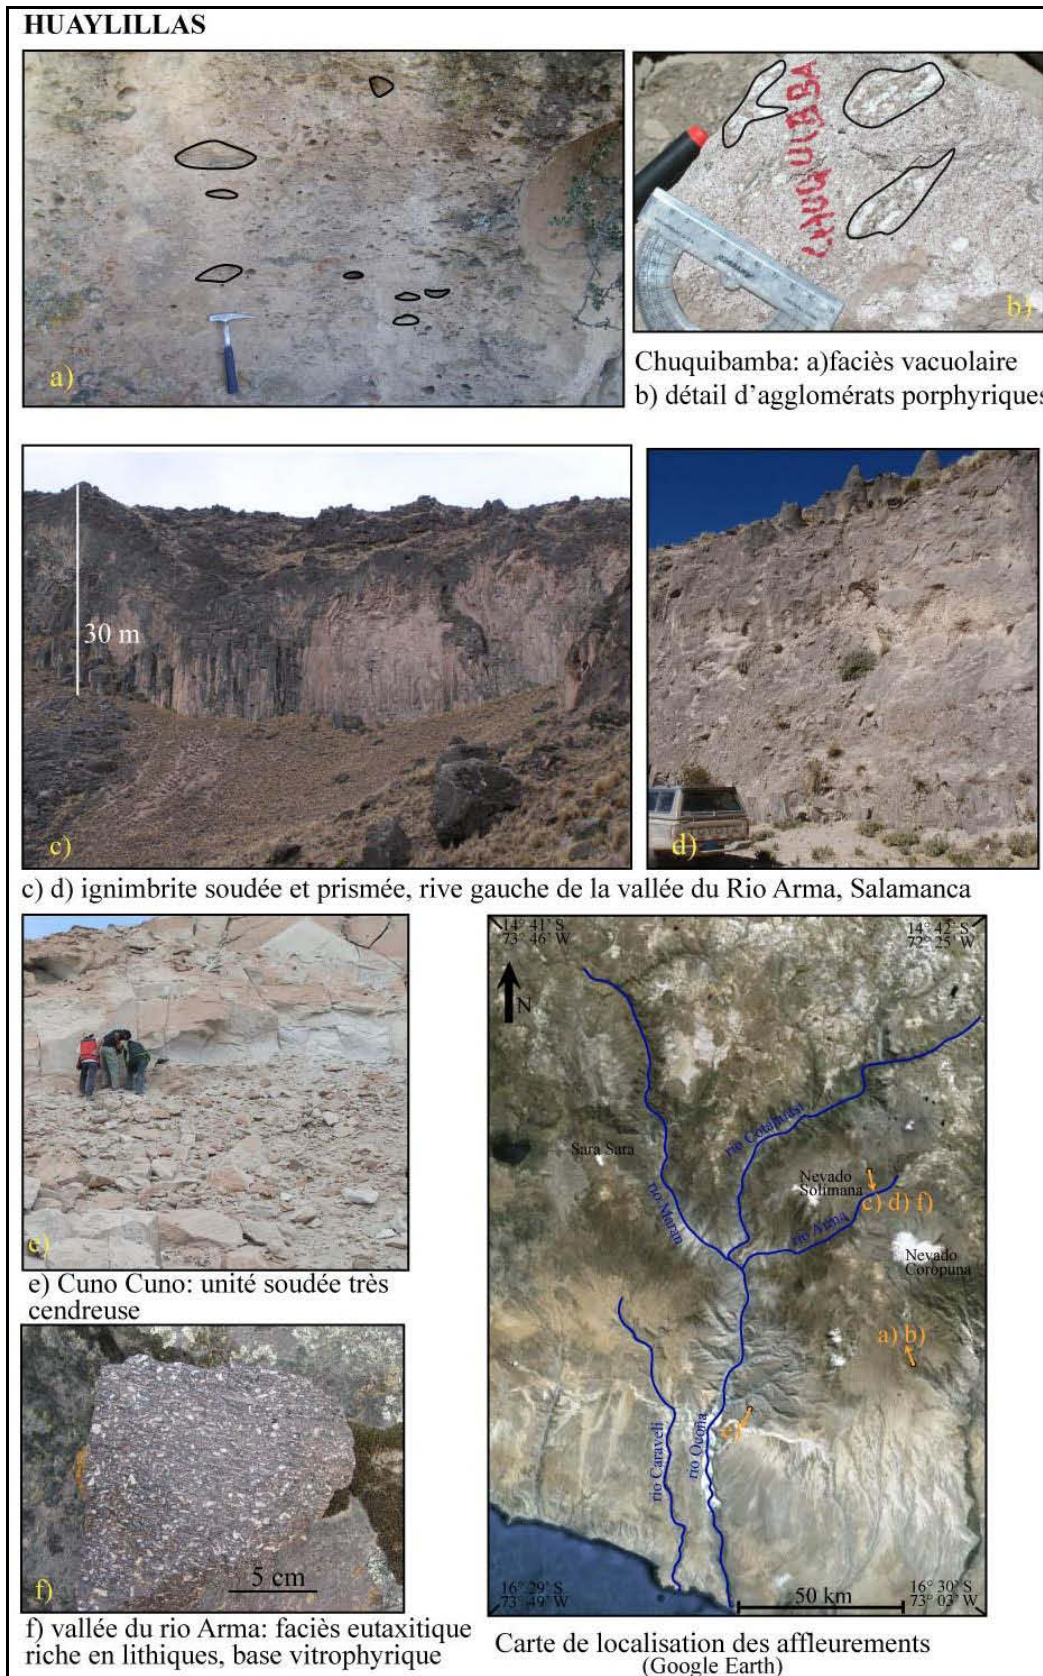 HUAYLILLAS
a)
CHUQUIBBA
b)
Chuquibamba: a)faciès vacuolaire
b) détail d'agglomérats porphyriques
30 m
c)
d)
c) d) ignimbrite soudée et prismée, rive gauche de la vallée du Rio Arma, Salamanca
e)
e) Cuno Cuno: unité soudée très
cendreuse
f)
5 cm
f) vallée du rio Arma: faciès eutaxitique
riche en lithiques, base vitrophyrique
14° 41' S
73° 46' W
14° 42' S
72° 25' W
N
Sara Sara
rio Cotahuasi
Nevado
Solimana
c) d) f)
rio Maran
rio Arma
Nevado
Coropuna
a) b)
e)
rio Caraveli
rio Ocoña
16° 29' S
73° 49' W
50 km
16° 30' S
73° 03' W
Carte de localisation des affleurements
(Google Earth)